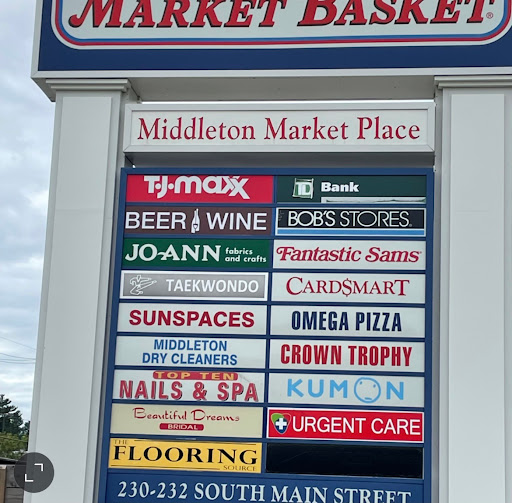 MARKET BASKET®
Middleton Market Place
T·J·maxx
TD Bank
BEER WINE
BOB'S STORES.
JO-ANN fabrics and crafts
Fantastic Sams
TAEKWONDO
CARD$MART
SUNSPACES
OMEGA PIZZA
MIDDLETON
DRY CLEANERS
CROWN TROPHY
TOP TEN
NAILS & SPA
KUMON
Beautiful Dreams
BRIDAL
URGENT CARE
THE
FLOORING
SOURCE
230-232 SOUTH MAIN STREET